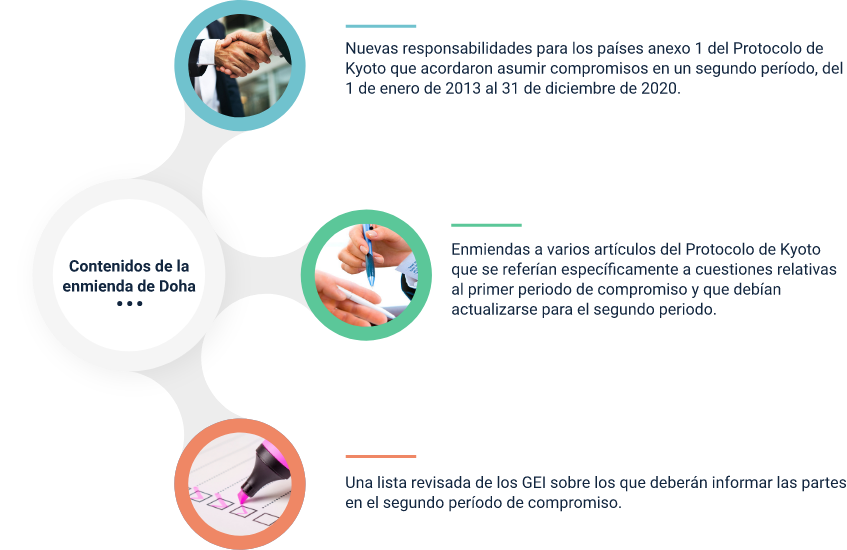 Nuevas responsabilidades para los países anexo 1 del Protocolo de
Kyoto que acordaron asumir compromisos en un segundo período, del
1 de enero de 2013 al 31 de diciembre de 2020.
Contenidos de la
enmienda de Doha
Enmiendas a varios artículos del Protocolo de Kyoto
que se referían específicamente a cuestiones relativas
al primer periodo de compromiso y que debían
actualizarse para el segundo periodo.
Una lista revisada de los GEI sobre los que deberán informar las partes
en el segundo período de compromiso.